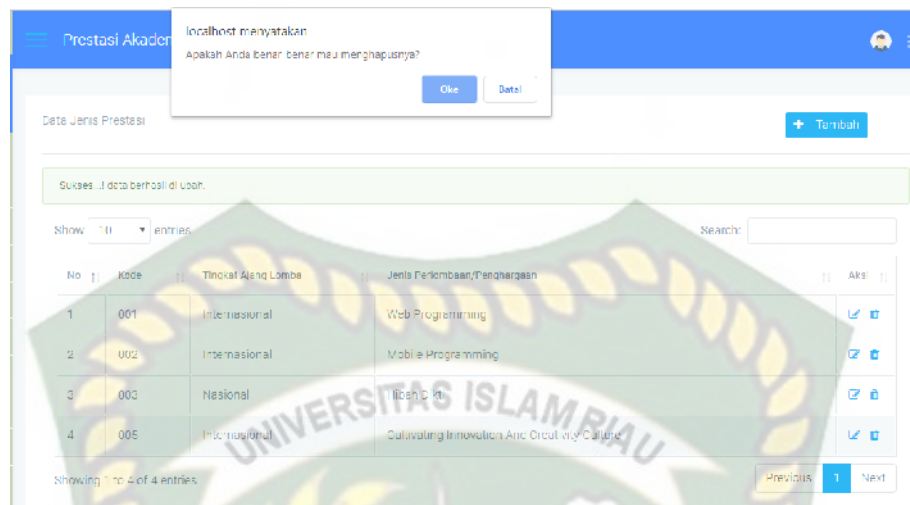 localhost menyatakan
Apakah Anda benar benar mau menghapusnya?
Oke Batal
Prestasi Akadem
Data Jenis Prestasi
+ Tambah
Sukses...! data berhasil di ubah.
Show 10 entries Search:
No Kode Tingkat Ajang Lomba Jenis Perlombaan/Penghargaan Aksi
1 001 Internasional Web Programming
2 002 Internasional Mobile Programming
3 003 Nasional Hibah Dikti
4 005 Internasional Cultivating Innovation And Creativity Culture
Showing 1 to 4 of 4 entries
Previous 1 Next
UNIVERSITAS ISLAM RIAU